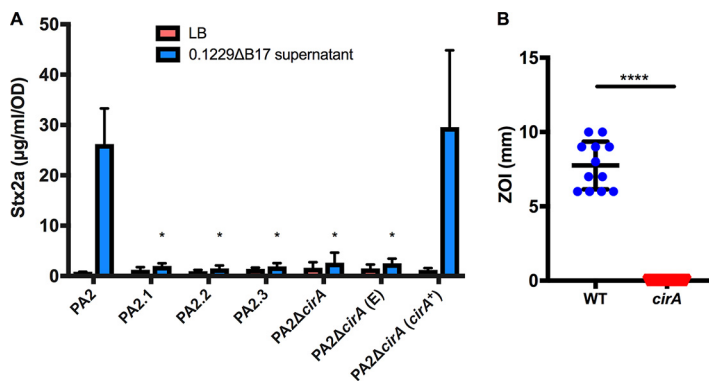 A
50
40
30
20
10
0
Stx2a (µg/ml/OD)
LB
0.1229ΔB17 supernatant
* * * * *
PA2
PA2.1
PA2.2
PA2.3
PA2ΔcirA
PA2ΔcirA (E)
PA2ΔcirA (cirA⁺)
B
15
10
5
0
ZOI (mm)
****
WT cirA